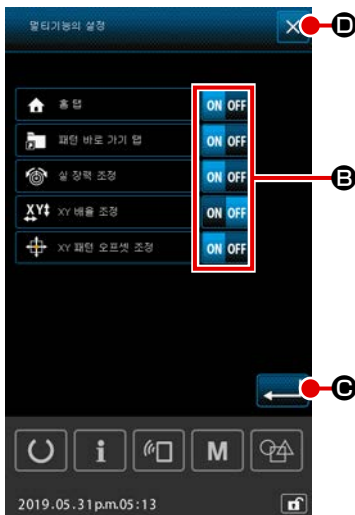 멀티기능의 설정
D
홈 탭
ON OFF
패턴 바로 가기 탭
ON OFF
실 장력 조정
ON OFF
B
XY
XY 배율 조정
ON OFF
XY 패턴 오프셋 조정
ON OFF
C
i
M
2019.05.31p.m.05:13